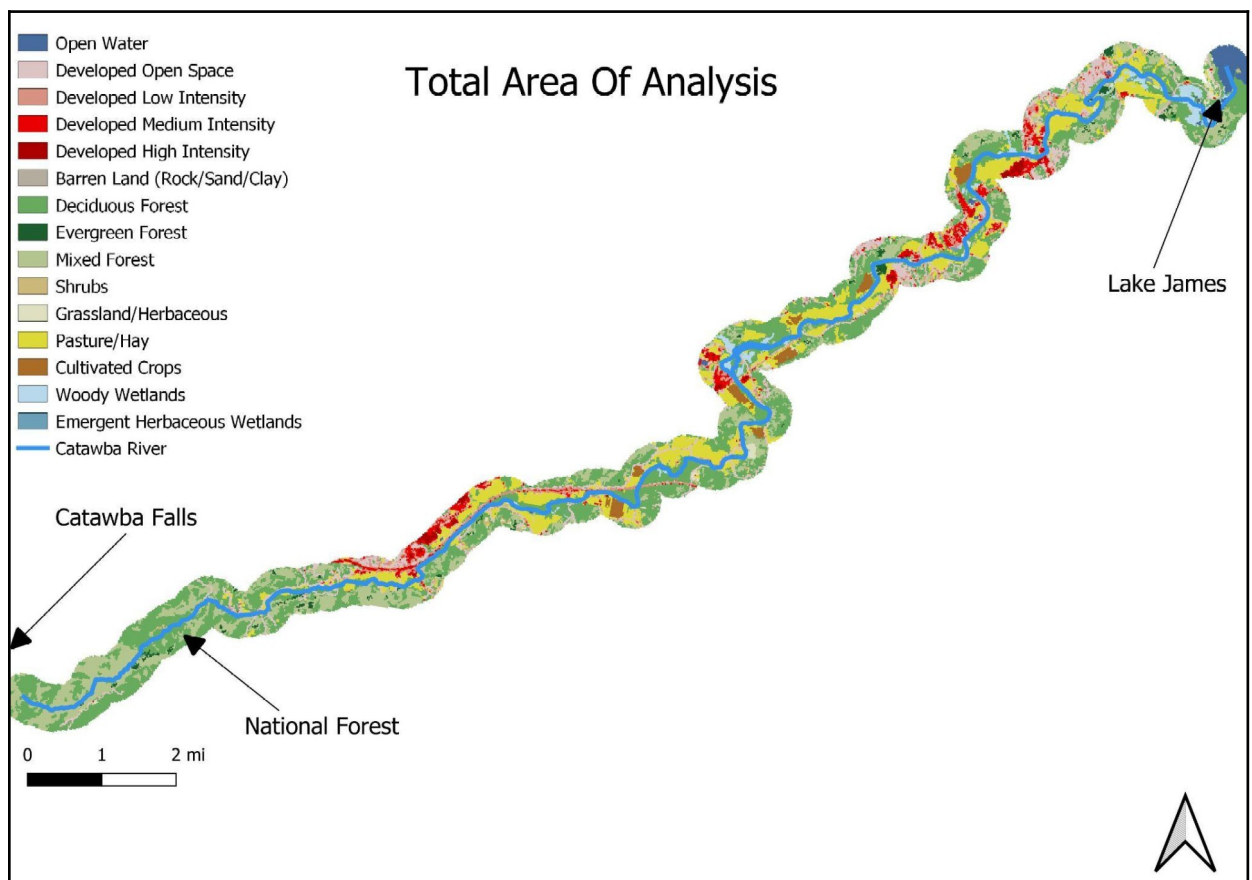 Total Area Of Analysis
Open Water
Developed Open Space
Developed Low Intensity
Developed Medium Intensity
Developed High Intensity
Barren Land (Rock/Sand/Clay)
Deciduous Forest
Evergreen Forest
Mixed Forest
Shrubs
Grassland/Herbaceous
Pasture/Hay
Cultivated Crops
Woody Wetlands
Emergent Herbaceous Wetlands
Catawba River
Lake James
Catawba Falls
National Forest
0 1 2 mi